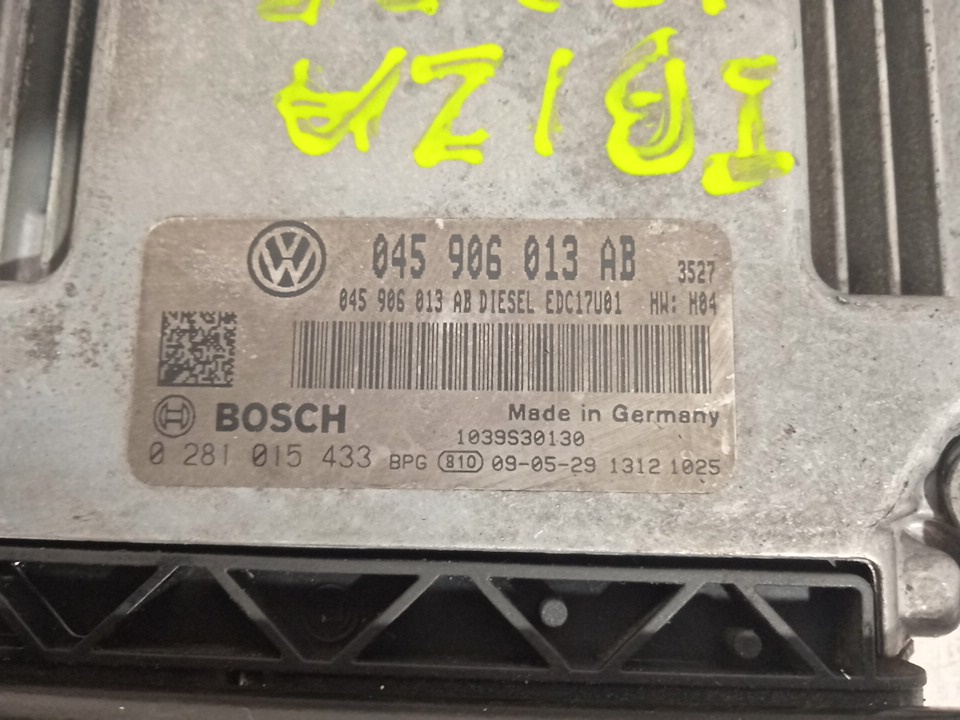 IBIZA
045 906 013 AB
3527
045 906 013 AB DIESEL EDC17U01 HW: H04
BOSCH
Made in Germany
1039S30130
0 281 015 433 BPG 810 09-05-29 1312 1025